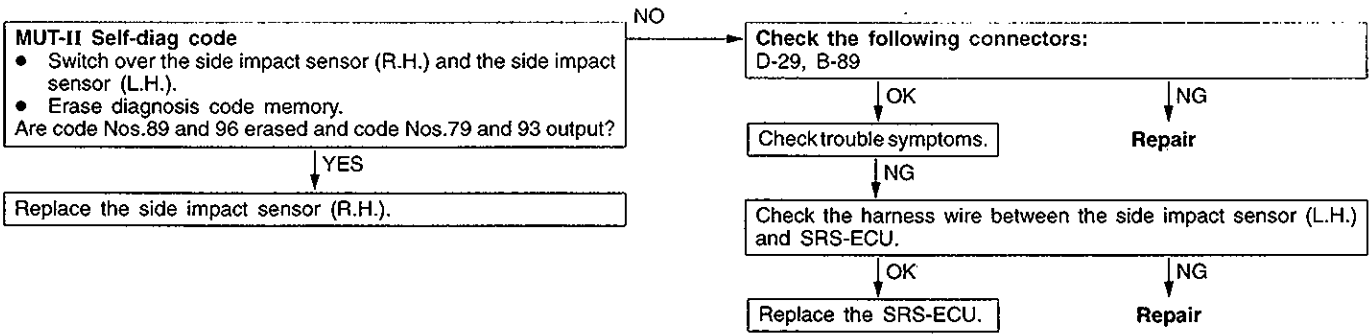 MUT-II Self-diag code
● Switch over the side impact sensor (R.H.) and the side impact
sensor (L.H.).
● Erase diagnosis code memory.
Are code Nos.89 and 96 erased and code Nos.79 and 93 output?
NO
YES
Replace the side impact sensor (R.H.).
Check the following connectors:
D-29, B-89
OK
NG
Check trouble symptoms.
Repair
NG
Check the harness wire between the side impact sensor (L.H.)
and SRS-ECU.
OK
NG
Replace the SRS-ECU.
Repair